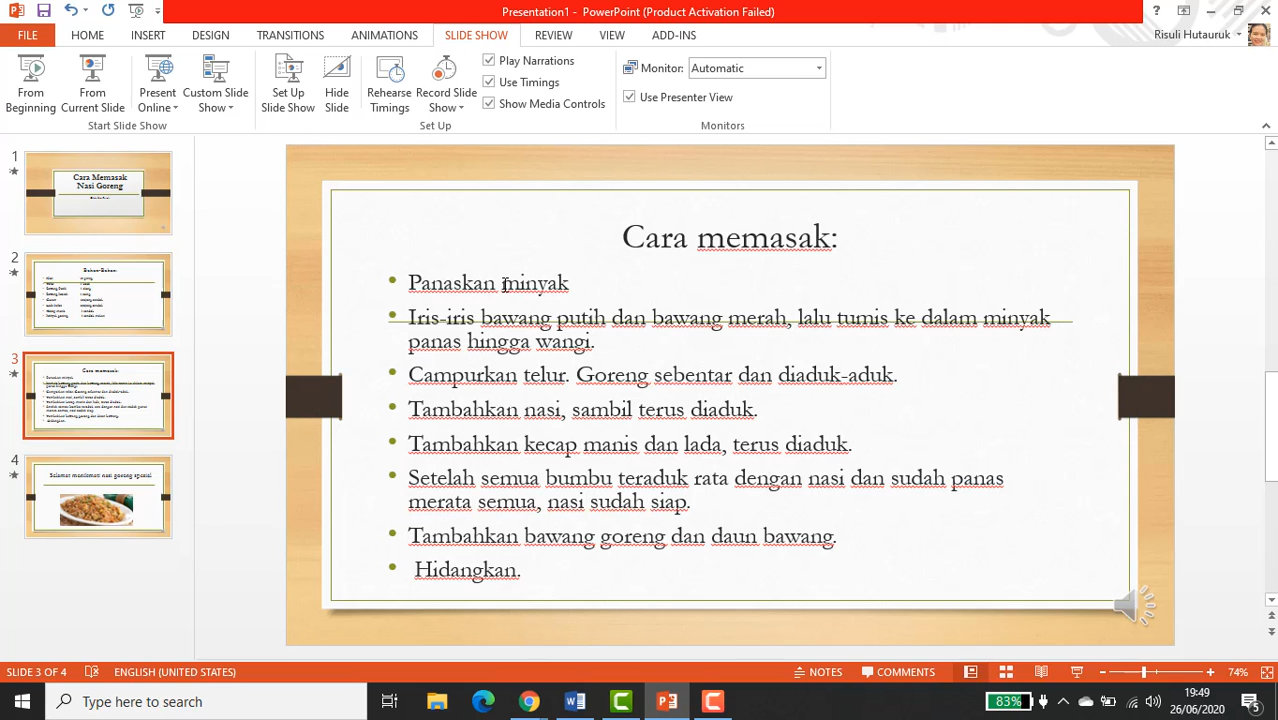 Presentation1 - PowerPoint (Product Activation Failed)
FILE HOME INSERT DESIGN TRANSITIONS ANIMATIONS SLIDE SHOW REVIEW VIEW ADD-INS Risuli Hutauruk
From Beginning
From Current Slide
Present Online
Custom Slide Show
Set Up Slide Show
Hide Slide
Rehearse Timings
Record Slide Show
Play Narrations
Use Timings
Show Media Controls
Monitor: Automatic
Use Presenter View
Start Slide Show Set Up Monitors
1
Cara Memasak
Nasi Goreng
2
Bahan-Bahan:
3
Cara memasak:
4
Selamat menikmati nasi goreng spesial
Cara memasak:
• Panaskan minyak
• Iris-iris bawang putih dan bawang merah, lalu tumis ke dalam minyak
panas hingga wangi.
• Campurkan telur. Goreng sebentar dan diaduk-aduk.
• Tambahkan nasi, sambil terus diaduk.
• Tambahkan kecap manis dan lada, terus diaduk.
• Setelah semua bumbu teraduk rata dengan nasi dan sudah panas
merata semua, nasi sudah siap.
• Tambahkan bawang goreng dan daun bawang.
• Hidangkan.
SLIDE 3 OF 4 ENGLISH (UNITED STATES) NOTES COMMENTS 74%
Type here to search 83% 19:49
26/06/2020 5